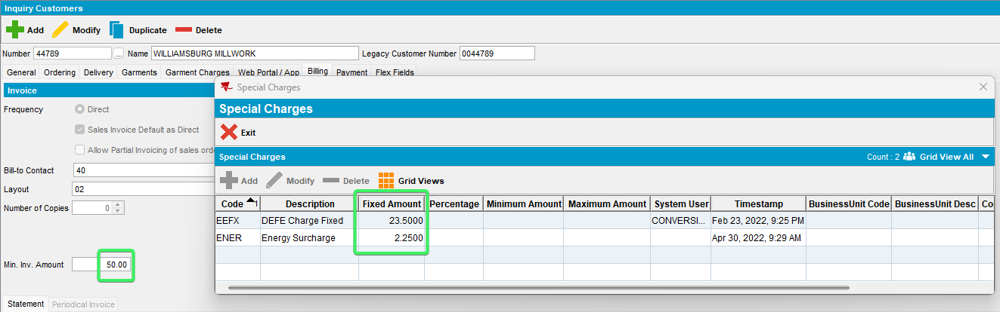 Inquiry Customers
Add Modify Duplicate Delete
Number 44789 ... Name WILLIAMSBURG MILLWORK Legacy Customer Number 0044789
General Ordering Delivery Garments Garment Charges Web Portal / App Billing Payment Flex Fields
Invoice
Frequency Direct
Sales Invoice Default as Direct
Allow Partial Invoicing of sales orde
Bill-to Contact 40
Layout 02
Number of Copies 0
Min. Inv. Amount 50.00
Statement Periodical Invoice
Special Charges
Special Charges
Exit
Special Charges Count : 2 Grid View All
Add Modify Delete Grid Views
Code 1 Description Fixed Amount Percentage Minimum Amount Maximum Amount System User Timestamp BusinessUnit Code BusinessUnit Desc Co
EEFX DEFE Charge Fixed 23.5000 CONVERSI... Feb 23, 2022, 9:25 PM
ENER Energy Surcharge 2.2500 Apr 30, 2022, 9:29 AM